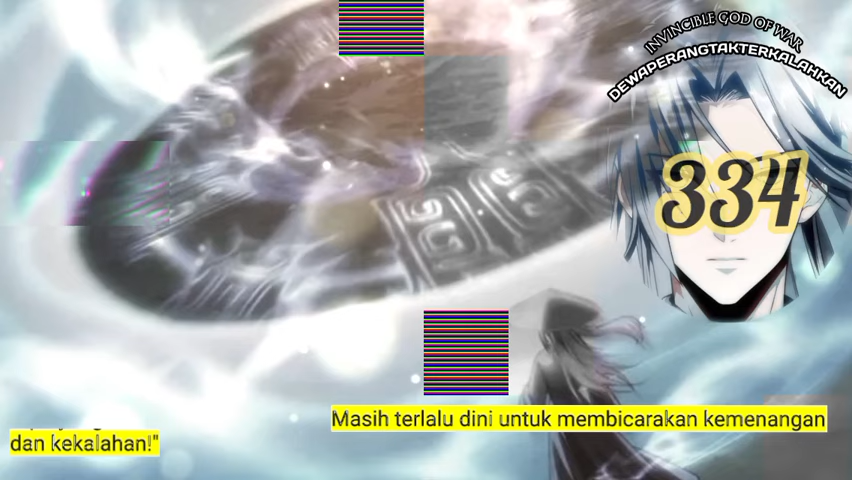 INVINCIBLE GOD OF WAR
DEWAPERANGTAKTERKALAHKAN
334
Masih terlalu dini untuk membicarakan kemenangan
dan kekalahan!"